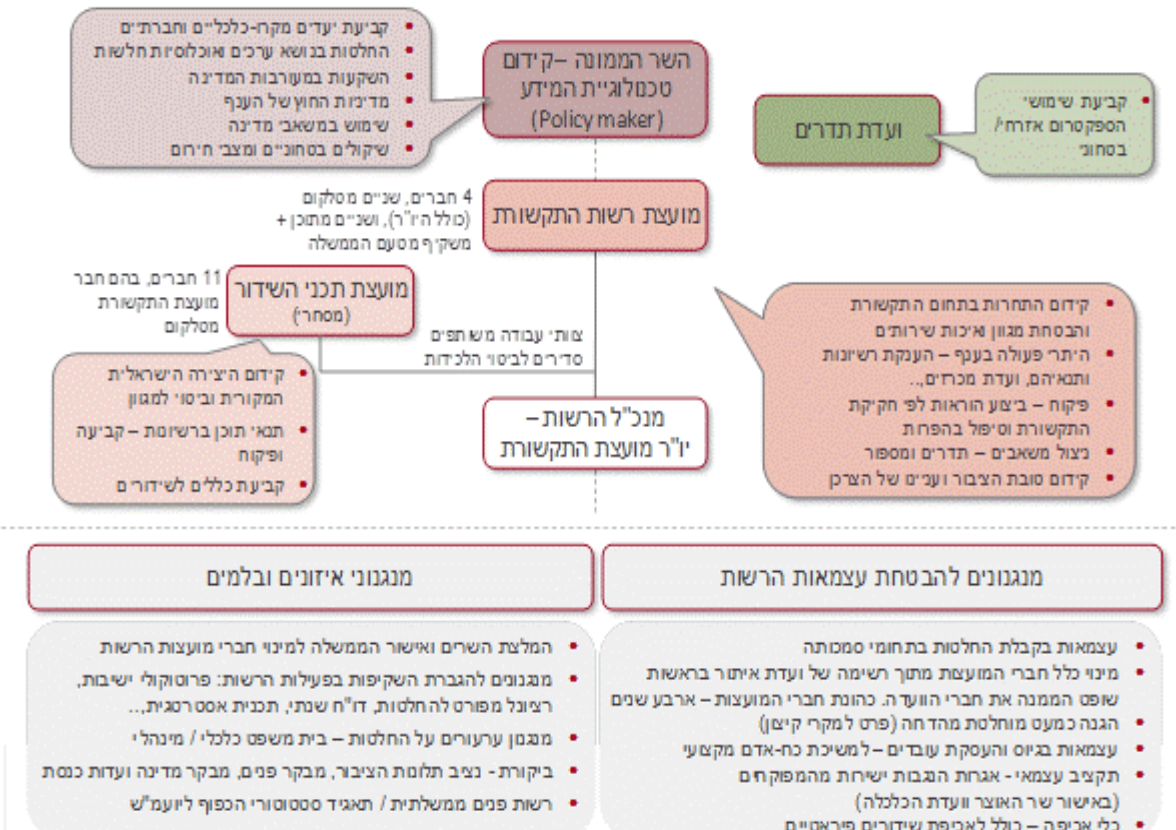 קביעת יעדים מקרו-כלכליים וחברתיים
החלטות בנושא ערכים ואוכלוסיות חלשות
השקעות במעורבות המדינה
מדיניות החוץ של הענף
שימוש במשאבי מדינה
שיקולים בטחוניים ומצבי חירום
השר הממונה – קידום
טכנולוגיית המידע
(Policy maker)
ועדת תדרים
קביעת שימושי
הספקטרום אזרחי/
בטחוני
מועצת רשות התקשורת
4 חברים, שניים מטלקום
(כולל היו"ר), ושניים מתוכן +
משקיף מטעם הממשלה
מועצת תכני השידור
(מסחרי)
11 חברים, בהם חבר
מועצת התקשורת
מטלקום
צוותי עבודה משותפים
סדירים לביטוי הלכידות
קידום היצירה הישראלית
המקורית וביטוי למגוון
תנאי תוכן ברשיונות – קביעה
ופיקוח
קביעת כללים לשידורים
מנכ"ל הרשות –
יו"ר מועצת התקשורת
קידום התחרות בתחום התקשורת
והבטחת מגוון ואיכות שירותים
היתרי פעולה בענף – הענקת רשיונות
ותנאיהם, ועדת מכרזים,..
פיקוח – ביצוע הוראות לפי חקיקת
התקשורת וטיפול בהפרות
ניצול משאבים – תדרים ומספור
קידום טובת הציבור ועניינו של הצרכן
מנגנונים להבטחת עצמאות הרשות
עצמאות בקבלת החלטות בתחומי סמכותה
מינוי כלל חברי המועצות מתוך רשימה של ועדת איתור בראשות
שופט הממנה את חברי הוועדה. כהונת חברי המועצות – ארבע שנים
הגנה כמעט מוחלטת מהדחה (פרט למקרי קיצון)
עצמאות בגיוס והעסקת עובדים – למשיכת כח-אדם מקצועי
תקציב עצמאי - אגרות הנגבות ישירות מהמפוקחים
(באישור שר האוצר וועדת הכלכלה)
כלי אכיפה – כולל לאכיפת שידורים פיראטיים
מנגנוני איזונים ובלמים
המלצת השרים ואישור הממשלה למינוי חברי מועצות הרשות
מנגנונים להגברת השקיפות בפעילות הרשות: פרוטוקולי ישיבות,
רציונל מפורט להחלטות, דו"ח שנתי, תכנית אסטרטגית,..
מנגנון ערעורים על החלטות – בית משפט כלכלי / מינהלי
ביקורת - נציב תלונות הציבור, מבקר פנים, מבקר מדינה ועדות כנסת
רשות פנים ממשלתית / תאגיד סטטוטורי הכפוף ליועמ"ש